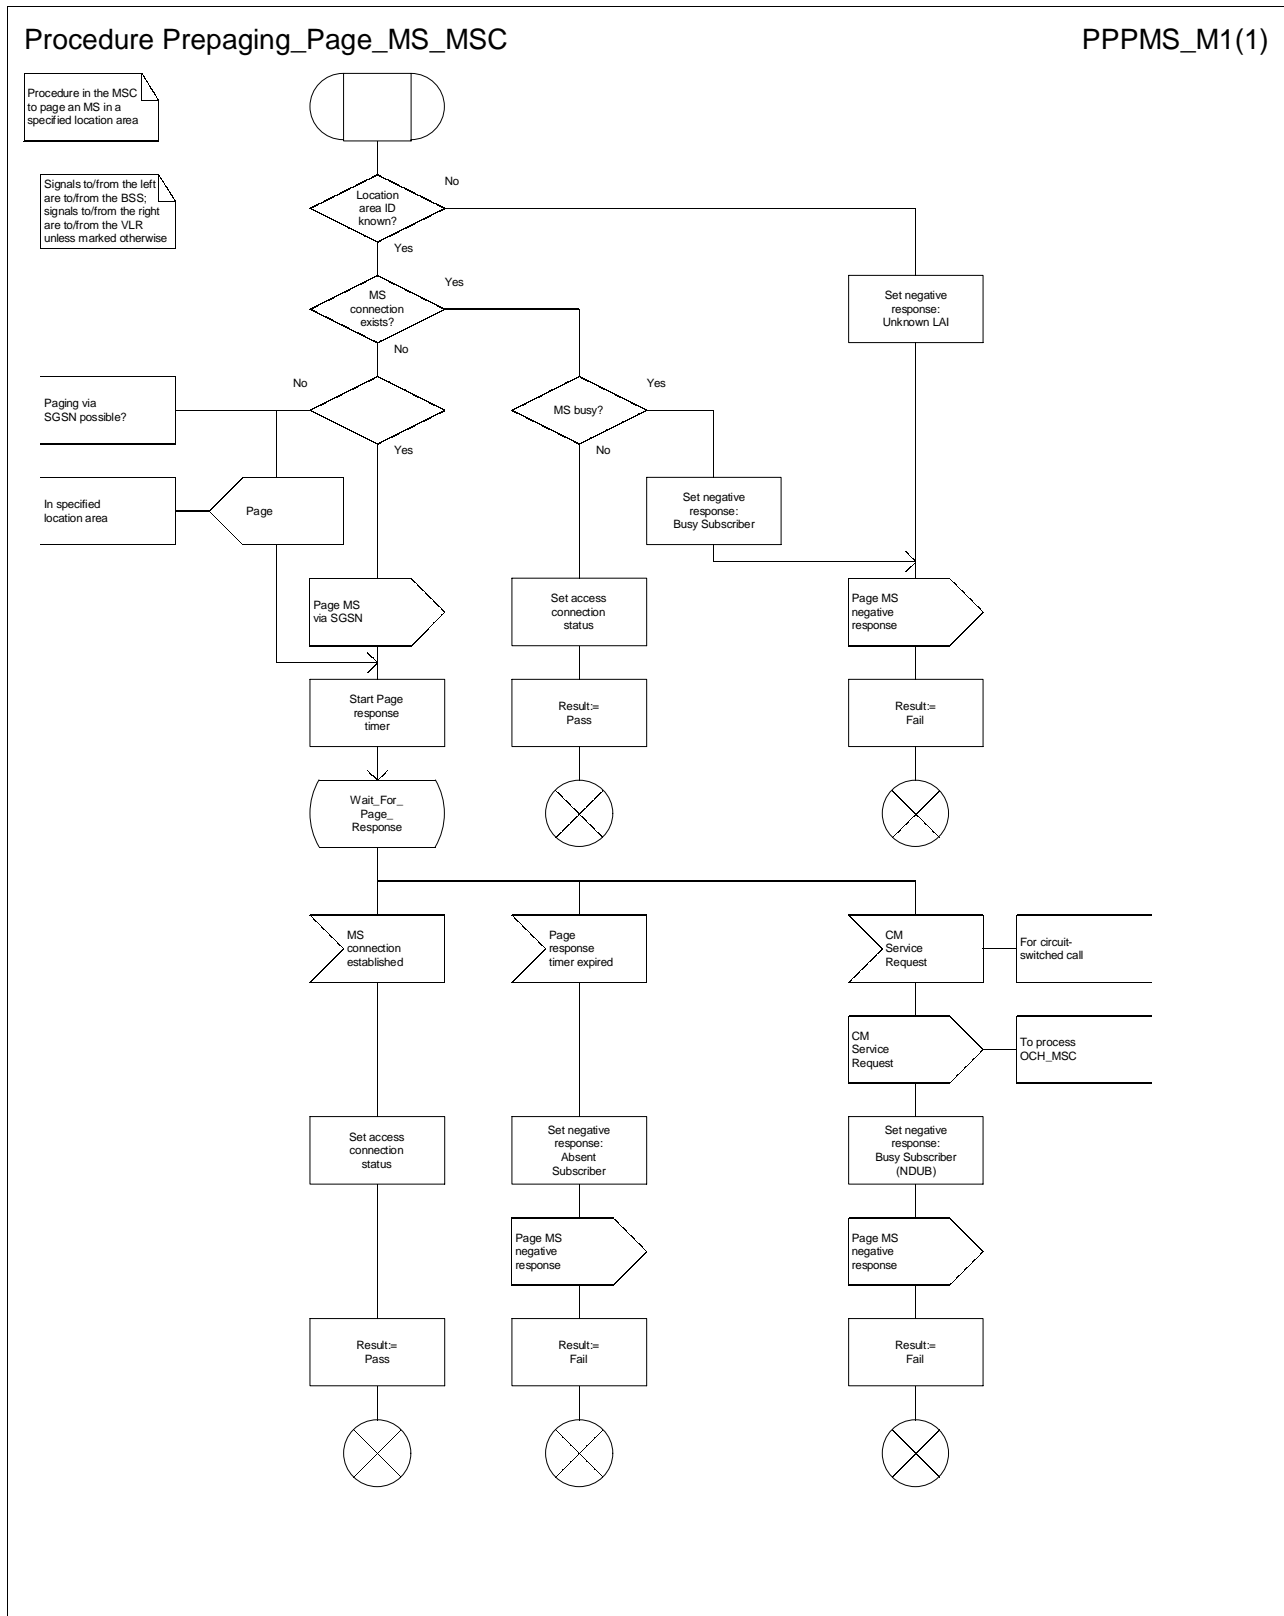 Procedure Prepaging_Page_MS_MSC
PPPMS_M1(1)
Procedure in the MSC
to page an MS in a
specified location area
Signals to/from the left
are to/from the BSS;
signals to/from the right
are to/from the VLR
unless marked otherwise
Location
area ID
known?
No
Yes
MS
connection
exists?
Yes
No
Set negative
response:
Unknown LAI
Paging via
SGSN possible?
No
Yes
MS busy?
Yes
No
In specified
location area
Page
Set negative
response:
Busy Subscriber
Page MS
via SGSN
Set access
connection
status
Page MS
negative
response
Start Page
response
timer
Result:=
Pass
Result:=
Fail
Wait_For_
Page_
Response
MS
connection
established
Page
response
timer expired
CM
Service
Request
For circuit-
switched call
CM
Service
Request
To process
OCH_MSC
Set access
connection
status
Set negative
response:
Absent
Subscriber
Set negative
response:
Busy Subscriber
(NDUB)
Page MS
negative
response
Page MS
negative
response
Result:=
Pass
Result:=
Fail
Result:=
Fail